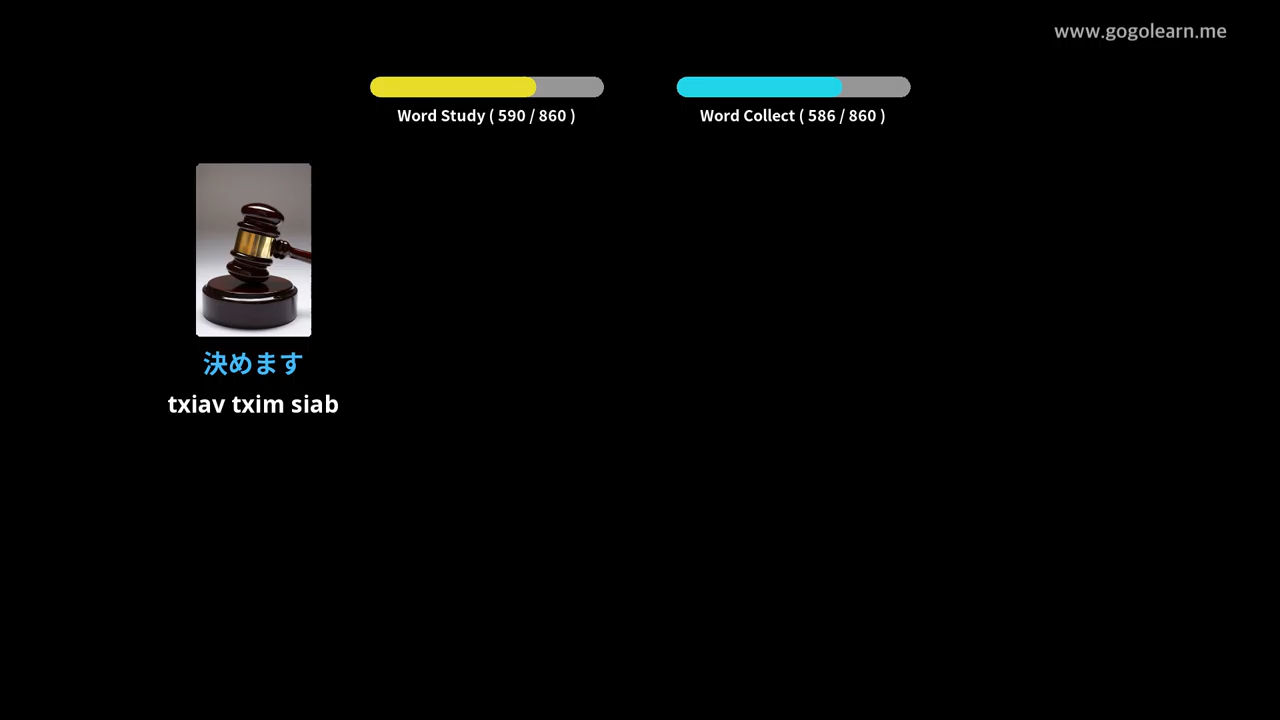 www.gogolearn.me
Word Study ( 590 / 860 )
Word Collect ( 586 / 860 )
決めます
txiav txim siab